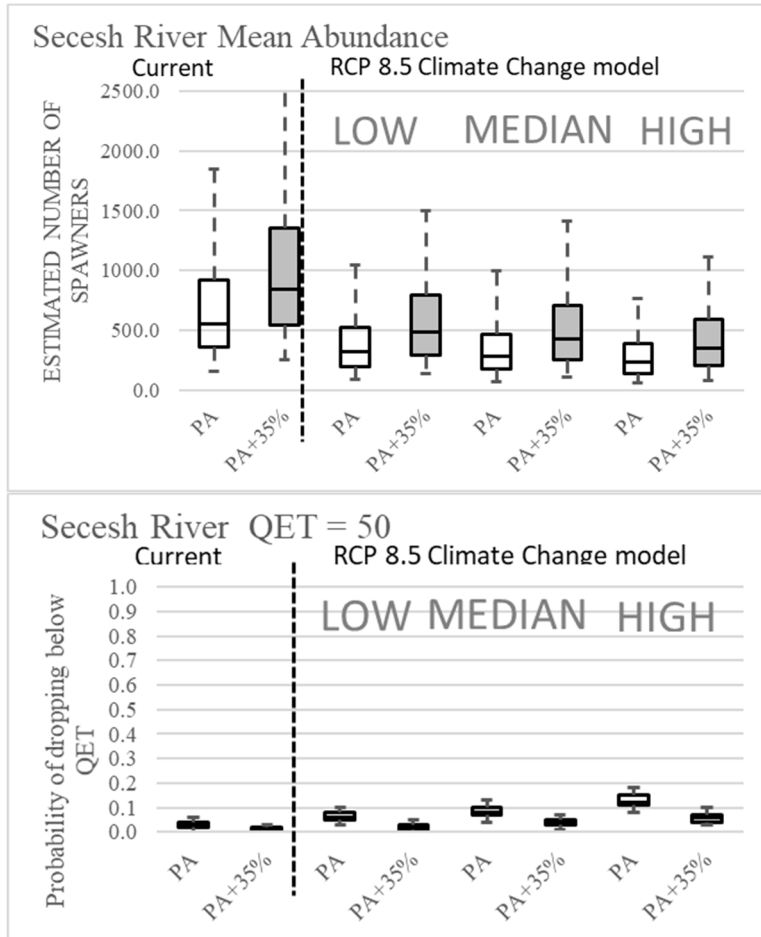 Secesh River Mean Abundance
Current
RCP 8.5 Climate Change model
LOW
MEDIAN
HIGH
ESTIMATED NUMBER OF
SPAWNERS
2500.0
2000.0
1500.0
1000.0
500.0
0.0
PA
PA+35%
PA
PA+35%
PA
PA+35%
PA
PA+35%
Secesh River QET = 50
Current
RCP 8.5 Climate Change model
LOW
MEDIAN
HIGH
Probability of dropping below
QET
1.0
0.9
0.8
0.7
0.6
0.5
0.4
0.3
0.2
0.1
0.0
PA
PA+35%
PA
PA+35%
PA
PA+35%
PA
PA+35%